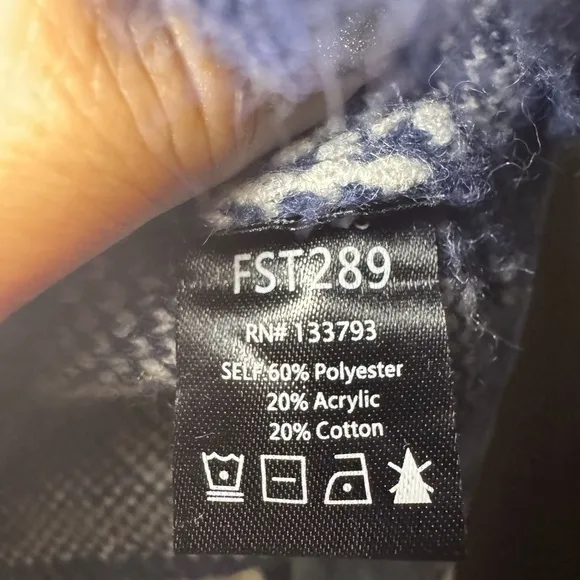 FST289
RN# 133793
SELF: 60% Polyester
20% Acrylic
20% Cotton